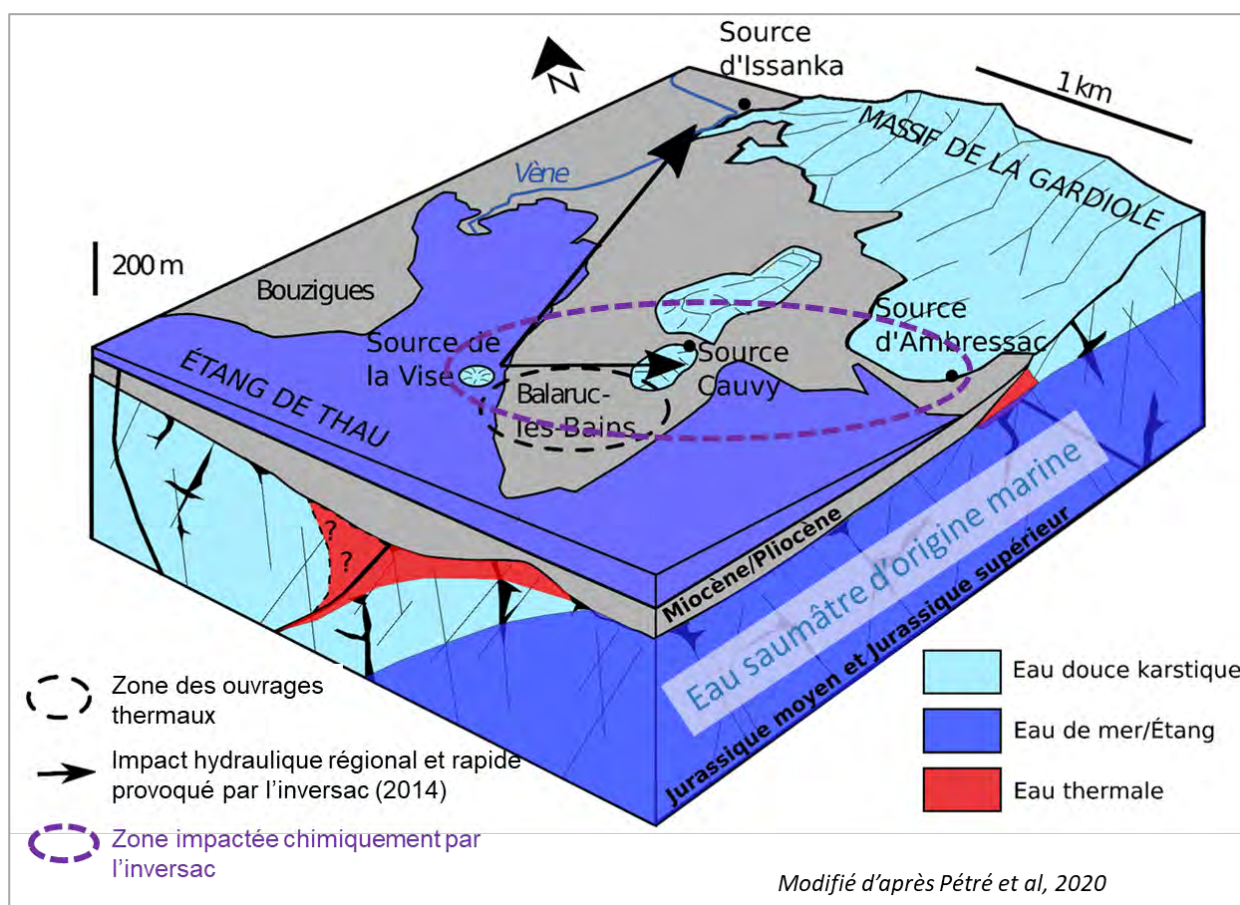 Source
d'Issanka
N
1 km
MASSIF DE LA GARDIOLE
Vène
200 m
Bouzigues
Source
d'Ambressac
Source de
la Vise
Source
Cauvy
ÉTANG DE THAU
Balaruc-
les-Bains
?
?
Miocène/Pliocène
Eau saumâtre d'origine marine
Jurassique moyen et Jurassique supérieur
Zone des ouvrages
thermaux
Impact hydraulique régional et rapide
provoqué par l'inversac (2014)
Zone impactée chimiquement par
l'inversac
Eau douce karstique
Eau de mer/Étang
Eau thermale
Modifié d'après Pétré et al, 2020